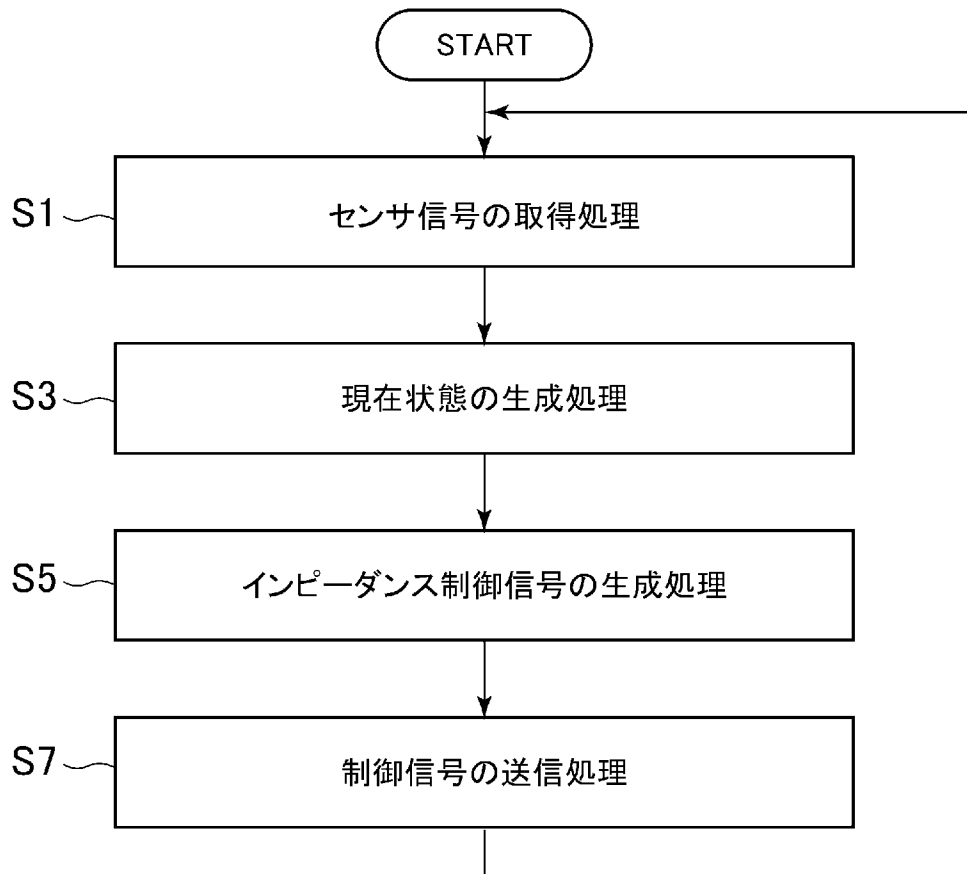 START
S1
センサ信号の取得処理
S3
現在状態の生成処理
S5
インピーダンス制御信号の生成処理
S7
制御信号の送信処理